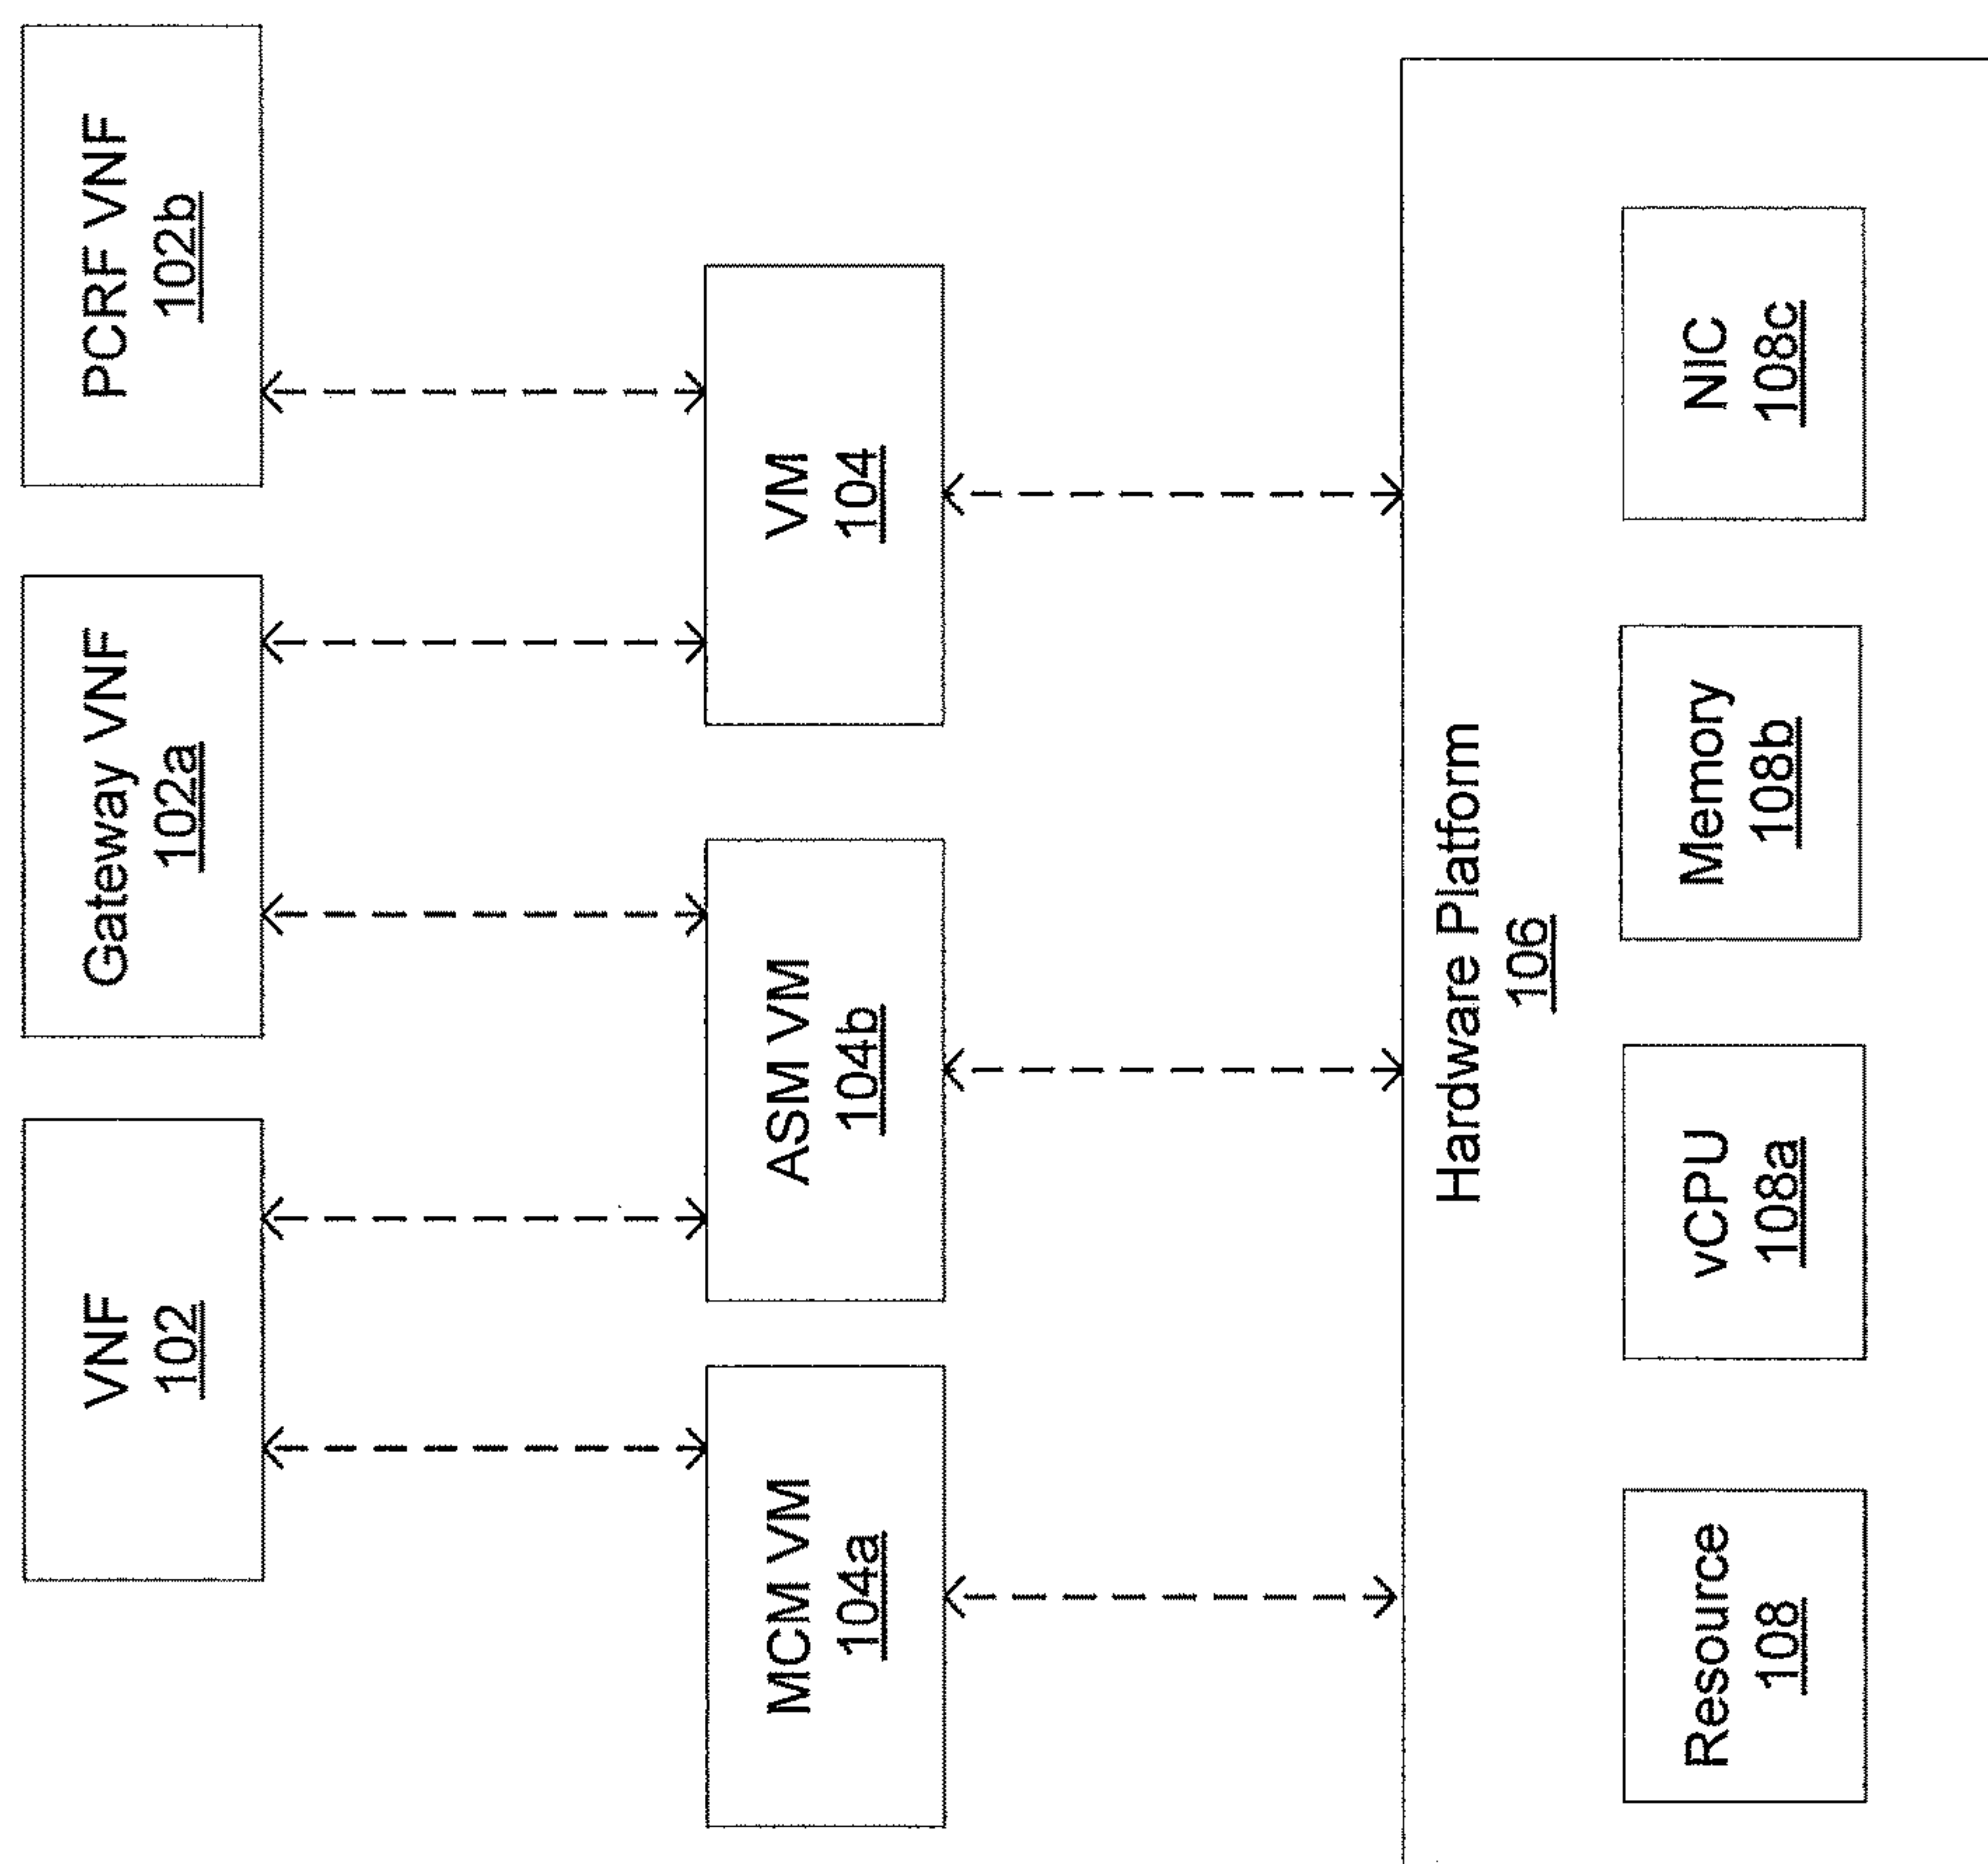 VNF
102
Gateway VNF
102a
PCRF VNF
102b
MCM VM
104a
ASM VM
104b
VM
104
Hardware Platform
106
Resource
108
vCPU
108a
Memory
108b
NIC
108c